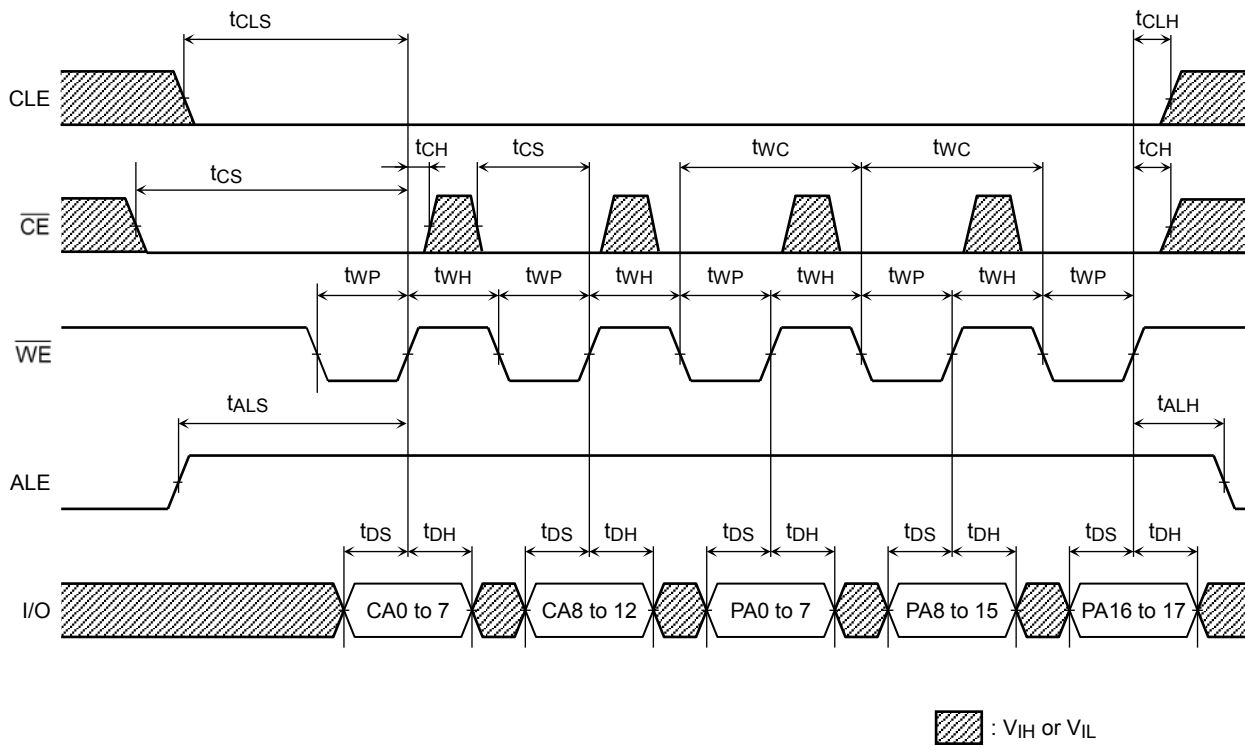 tCLS tCLH
CLE
tCH tCS tWC tWC tCH
tCS
C̅E̅
tWP tWH tWP tWH tWP tWH tWP tWH tWP
W̅E̅
tALS tALH
ALE
tDS tDH tDS tDH tDS tDH tDS tDH tDS tDH
I/O CA0 to 7 CA8 to 12 PA0 to 7 PA8 to 15 PA16 to 17
: VIH or VIL